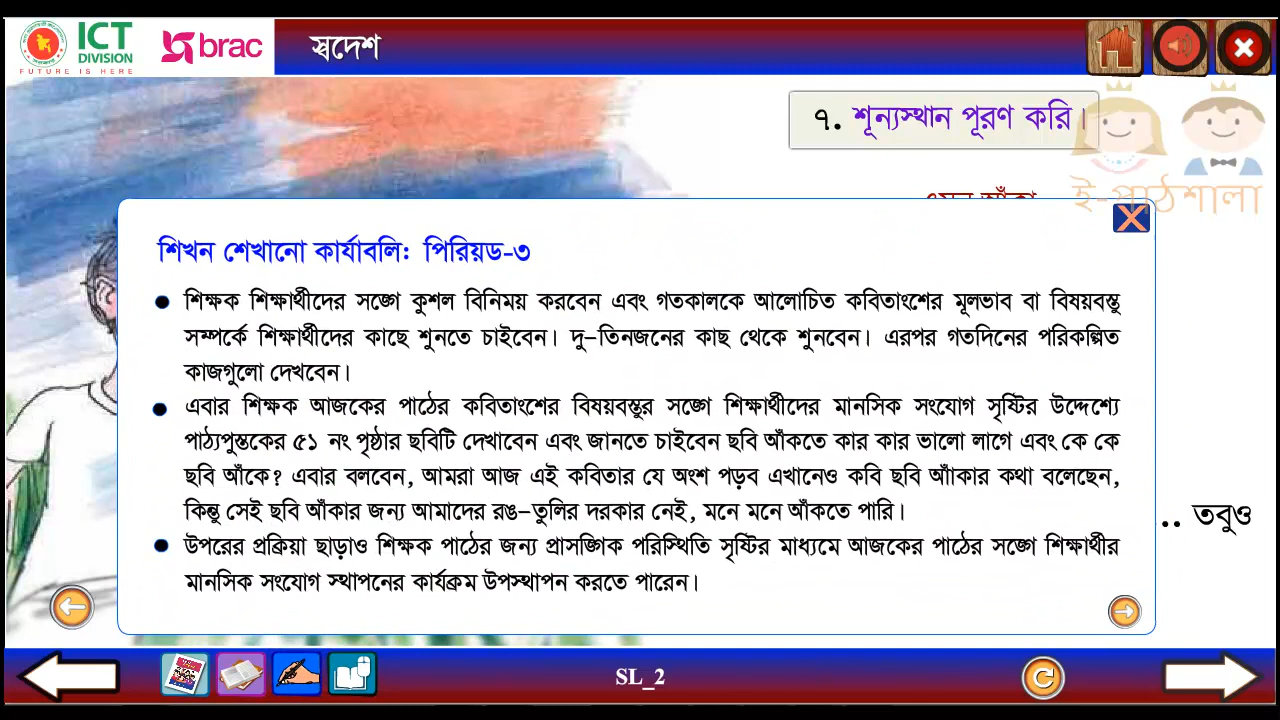 ICT
DIVISION
FUTURE IS HERE
brac
স্বদেশ
৭. শূন্যস্থান পূরণ করি।
ই-পাঠশালা
শিখন শেখানো কার্যাবলি: পিরিয়ড-৩
শিক্ষক শিক্ষার্থীদের সঙ্গে কুশল বিনিময় করবেন এবং গতকালকে আলোচিত কবিতাংশের মূলভাব বা বিষয়বস্তু
সম্পর্কে শিক্ষার্থীদের কাছে শুনতে চাইবেন। দু–তিনজনের কাছ থেকে শুনবেন। এরপর গতদিনের পরিকল্পিত
কাজগুলো দেখবেন।
এবার শিক্ষক আজকের পাঠের কবিতাংশের বিষয়বস্তুর সঙ্গে শিক্ষার্থীদের মানসিক সংযোগ সৃষ্টির উদ্দেশ্যে
পাঠ্যপুস্তকের ৫১ নং পৃষ্ঠার ছবিটি দেখাবেন এবং জানতে চাইবেন ছবি আঁকতে কার কার ভালো লাগে এবং কে কে
ছবি আঁকে? এবার বলবেন, আমরা আজ এই কবিতার যে অংশ পড়ব এখানেও কবি ছবি আঁাকার কথা বলেছেন,
কিন্তু সেই ছবি আঁকার জন্য আমাদের রঙ–তুলির দরকার নেই, মনে মনে আঁকতে পারি।
... তবুও
উপরের প্রক্রিয়া ছাড়াও শিক্ষক পাঠের জন্য প্রাসঙ্গিক পরিস্থিতি সৃষ্টির মাধ্যমে আজকের পাঠের সঙ্গে শিক্ষার্থীর
মানসিক সংযোগ স্থাপনের কার্যক্রম উপস্থাপন করতে পারেন।
SL_2